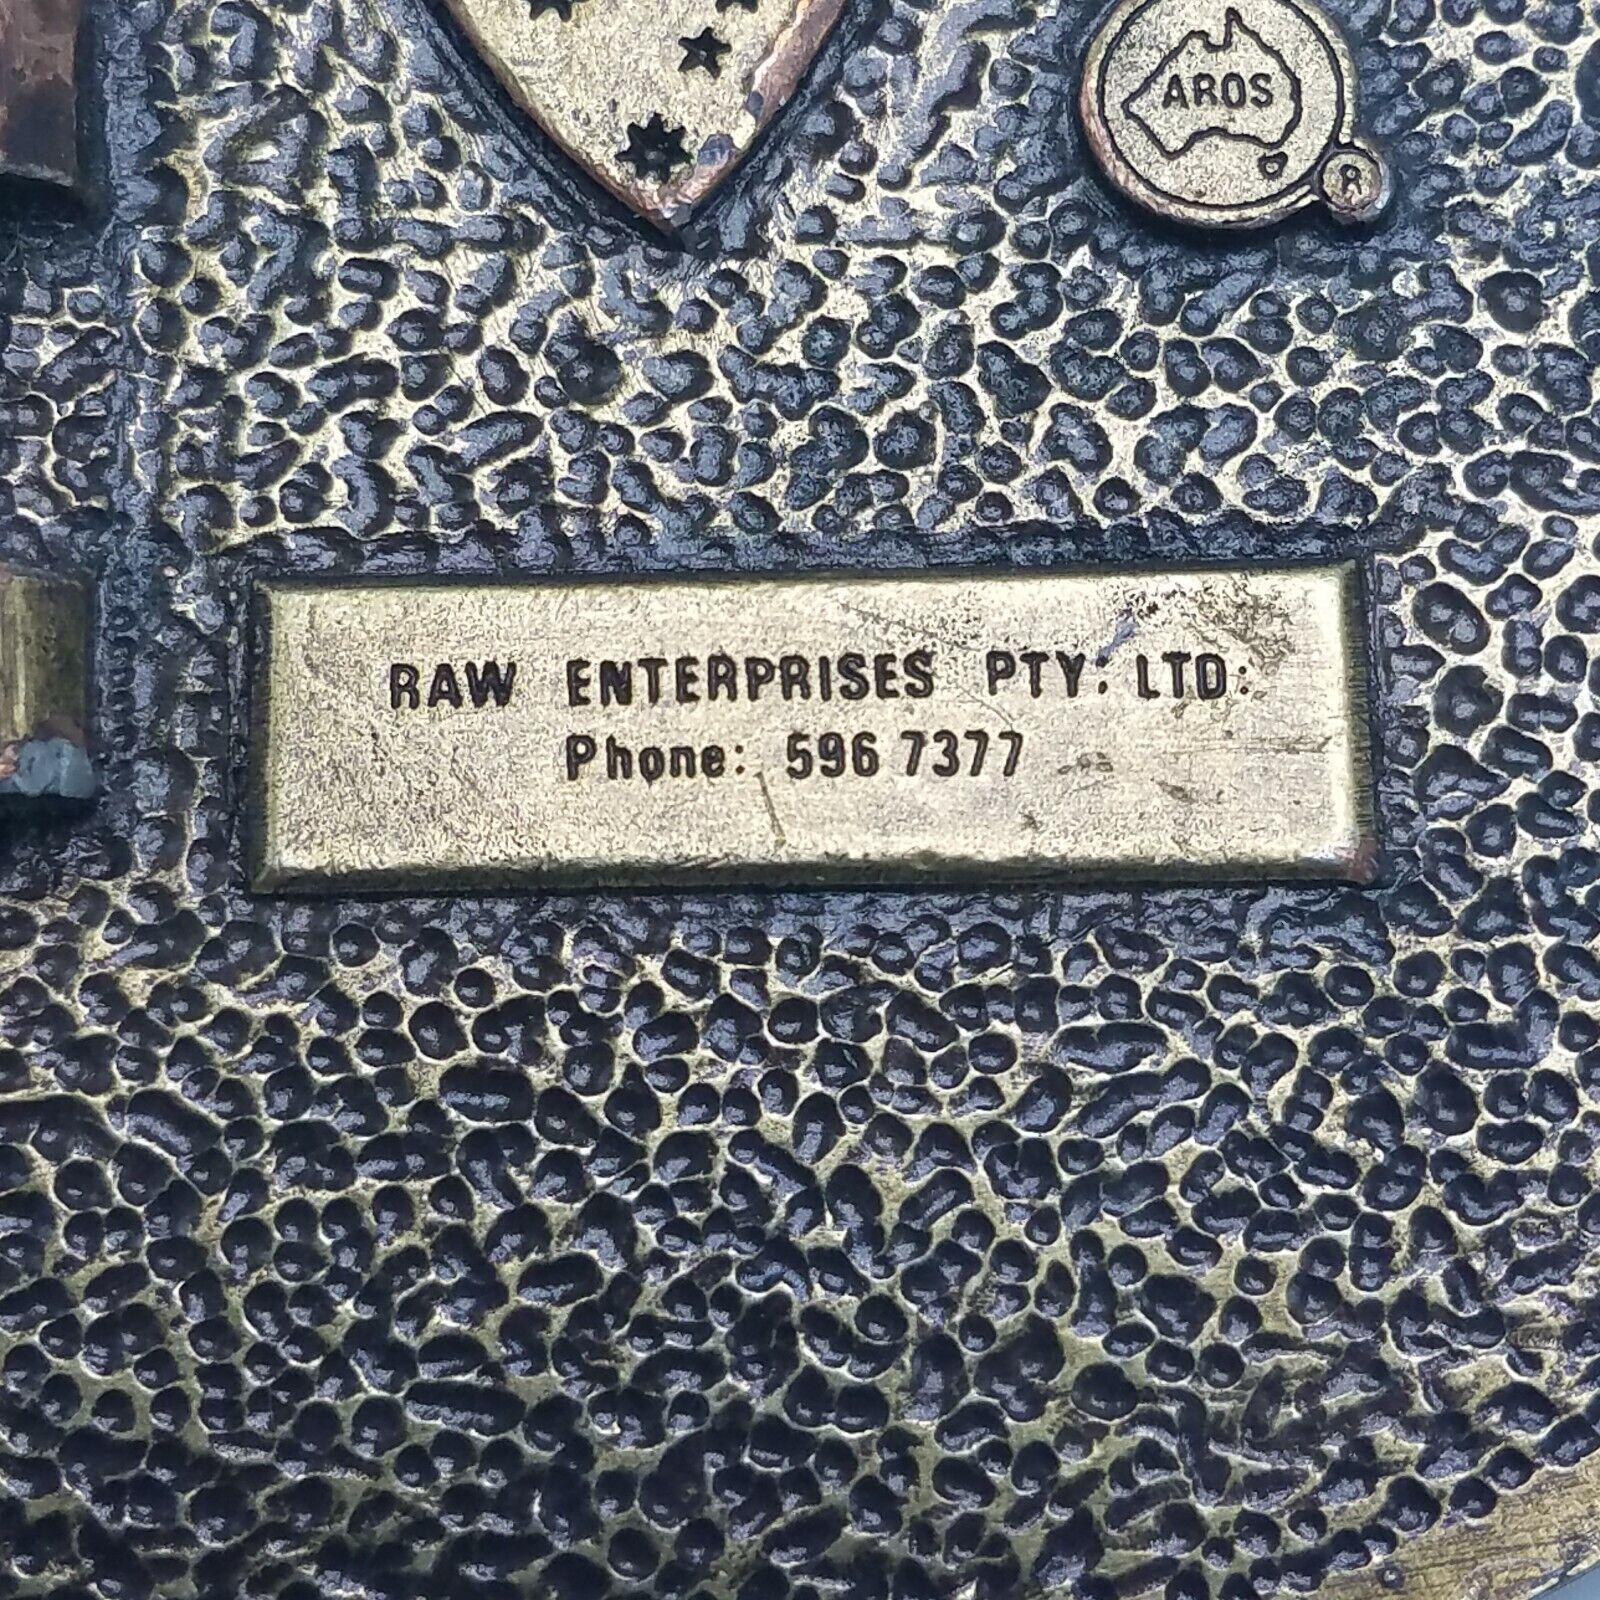 AROS
R
RAW ENTERPRISES PTY. LTD.
Phone: 596 7377